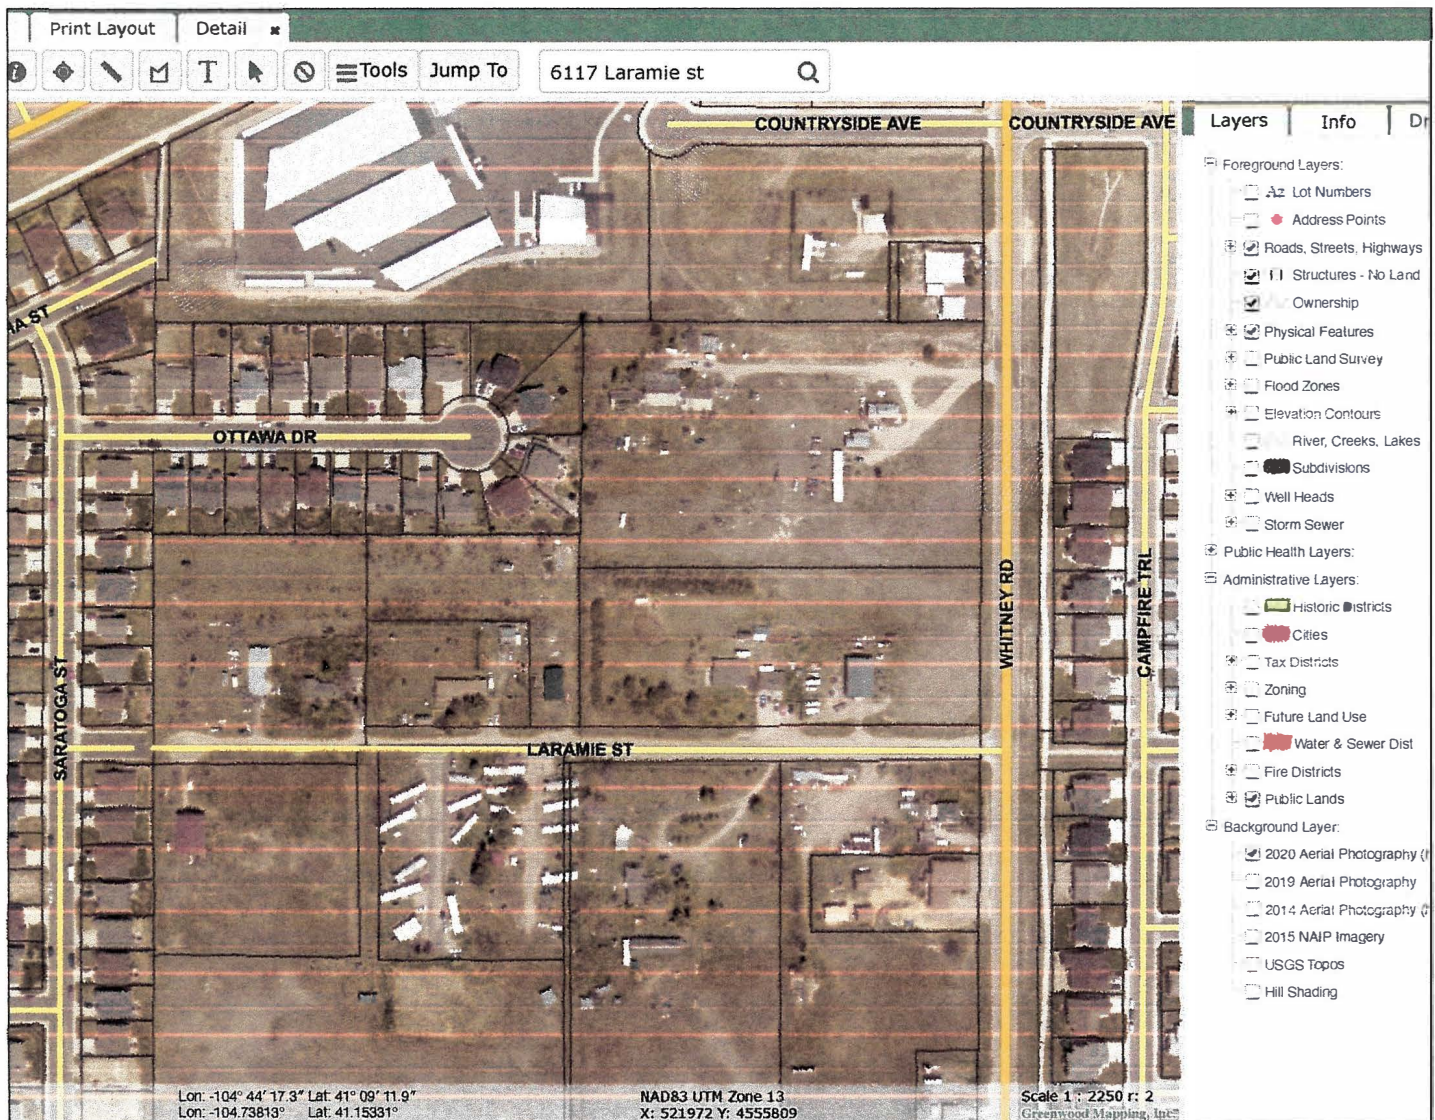 Print Layout Detail ✖
T Tools Jump To 6117 Laramie st
COUNTRYSIDE AVE COUNTRYSIDE AVE
OTTAWA DR
SARATOGA ST
WHITNEY RD
CAMPFIRE TRL
LARAMIE ST
Layers Info
Foreground Layers:
Az Lot Numbers
Address Points
Roads, Streets, Highways
Structures - No Land
Ownership
Physical Features
Public Land Survey
Flood Zones
Elevation Contours
River, Creeks, Lakes
Subdivisions
Well Heads
Storm Sewer
Public Health Layers:
Administrative Layers:
Historic Districts
Cities
Tax Districts
Zoning
Future Land Use
Water & Sewer Dist
Fire Districts
Public Lands
Background Layer:
2020 Aerial Photography (
2019 Aerial Photography
2014 Aerial Photography (
2015 NAIP Imagery
USGS Topos
Hill Shading
Lon: -104° 44' 17.3" Lat: 41° 09' 11.9"
Lon: -104.73813° Lat: 41.15331°
NAD83 UTM Zone 13
X: 521972 Y: 4555809
Scale 1 : 2250 r: 2
Greenwood Mapping, Inc